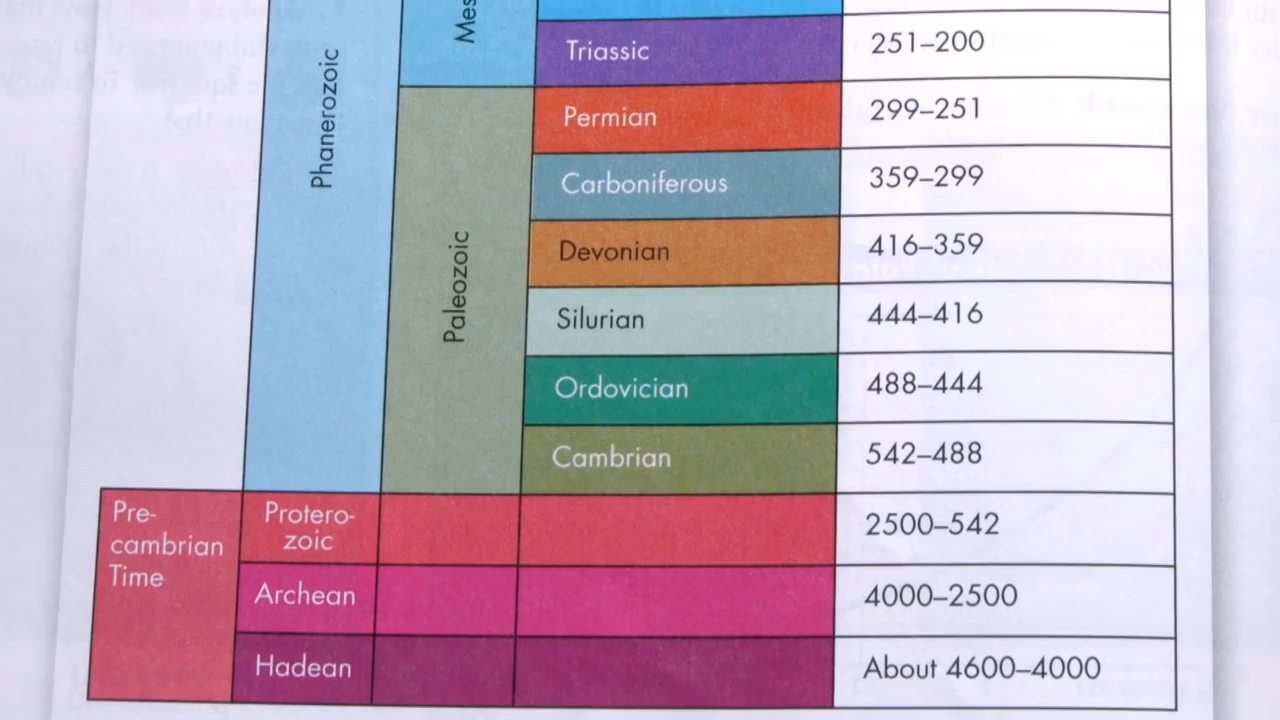 Phanerozoic
Mes
Triassic 251–200
Permian 299–251
Carboniferous 359–299
Paleozoic
Devonian 416–359
Silurian 444–416
Ordovician 488–444
Cambrian 542–488
Pre-
cambrian
Time
Protero-
zoic
2500–542
Archean 4000–2500
Hadean About 4600–4000